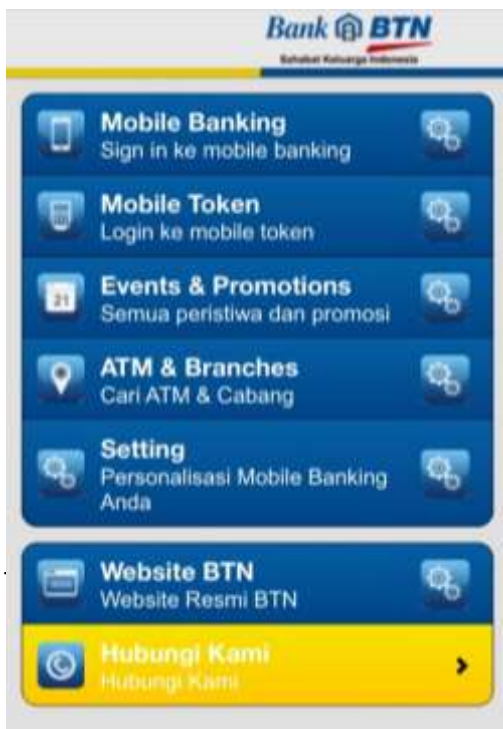 Bank BTN
Sahabat Keluarga Indonesia
Mobile Banking
Sign in ke mobile banking
Mobile Token
Login ke mobile token
21
Events & Promotions
Semua peristiwa dan promosi
ATM & Branches
Cari ATM & Cabang
Setting
Personalisasi Mobile Banking
Anda
Website BTN
Website Resmi BTN
Hubungi Kami
Hubungi Kami